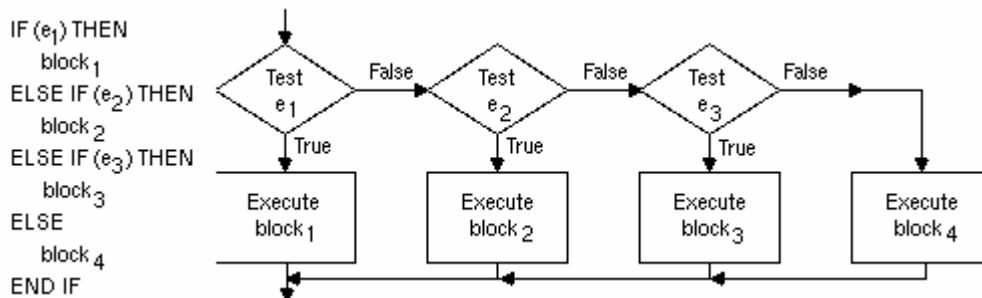 IF (e₁) THEN
block₁
ELSE IF (e₂) THEN
block₂
ELSE IF (e₃) THEN
block₃
ELSE
block₄
END IF
Test
e₁
False
Test
e₂
False
Test
e₃
False
True
True
True
Execute
block₁
Execute
block₂
Execute
block₃
Execute
block₄